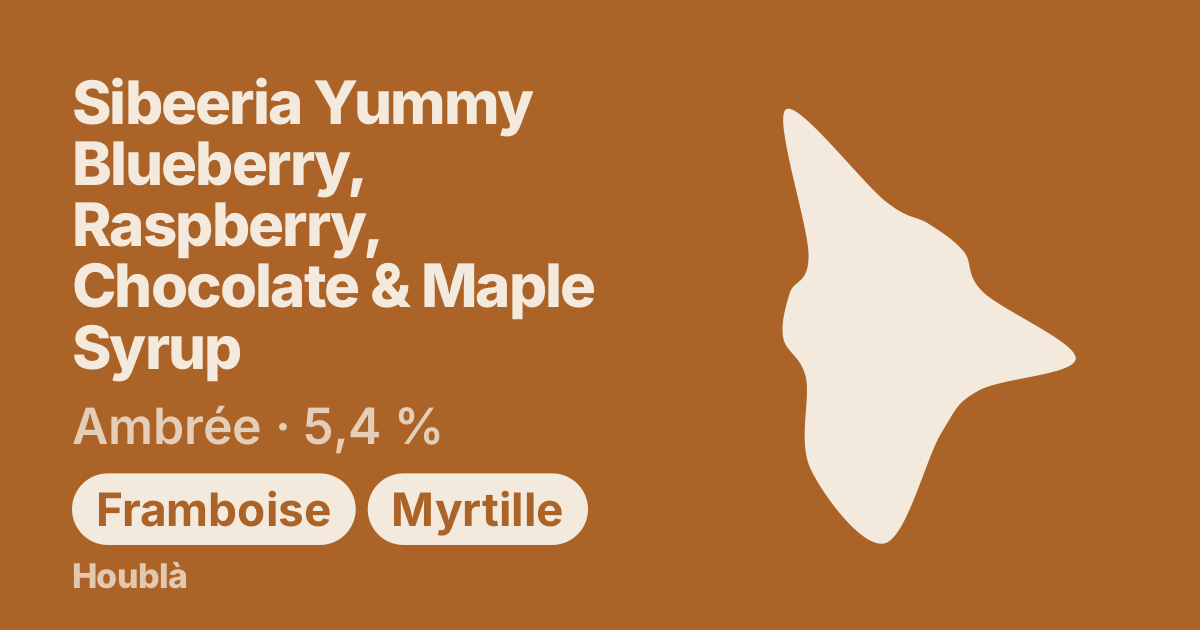 Sibeeria Yummy
Blueberry,
Raspberry,
Chocolate & Maple
Syrup
Ambrée · 5,4 %
Framboise Myrtille
Houblà